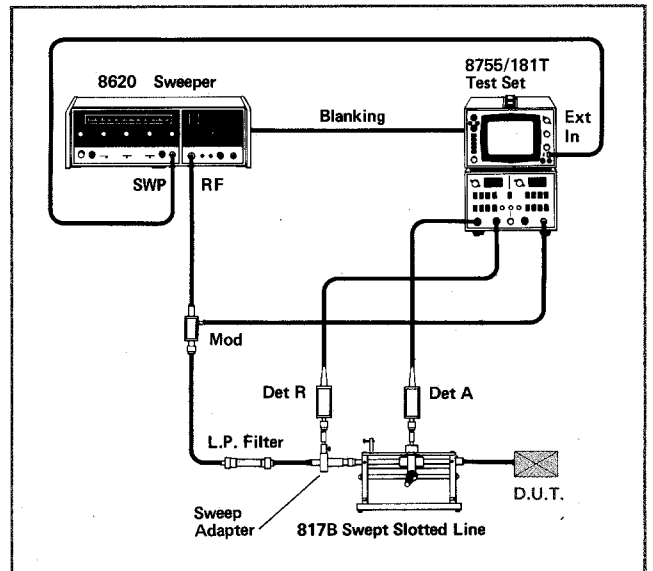 8620 Sweeper
8755/181T
Test Set
Blanking
Ext
In
SWP
RF
Mod
Det R
Det A
L.P. Filter
D.U.T.
Sweep
Adapter
817B Swept Slotted Line